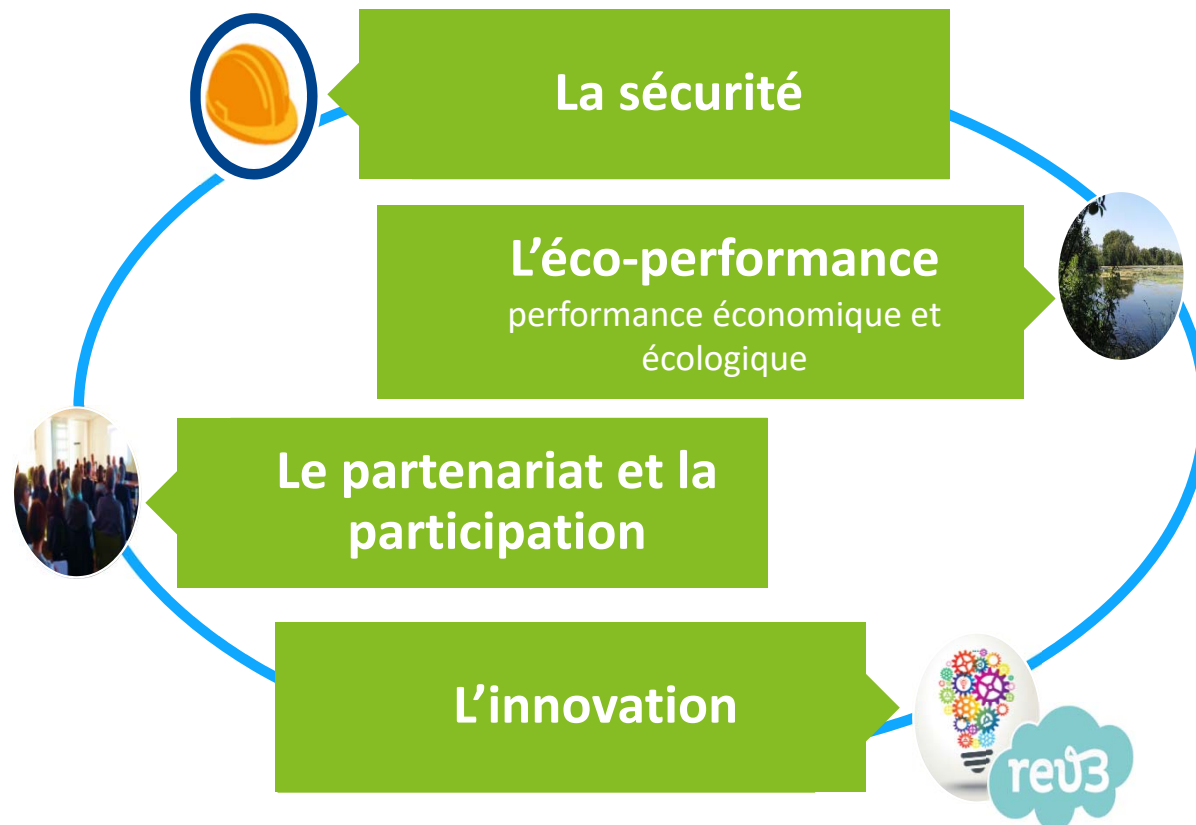 La sécurité
L’éco-performance
performance économique et
écologique
Le partenariat et la
participation
L’innovation
rev3